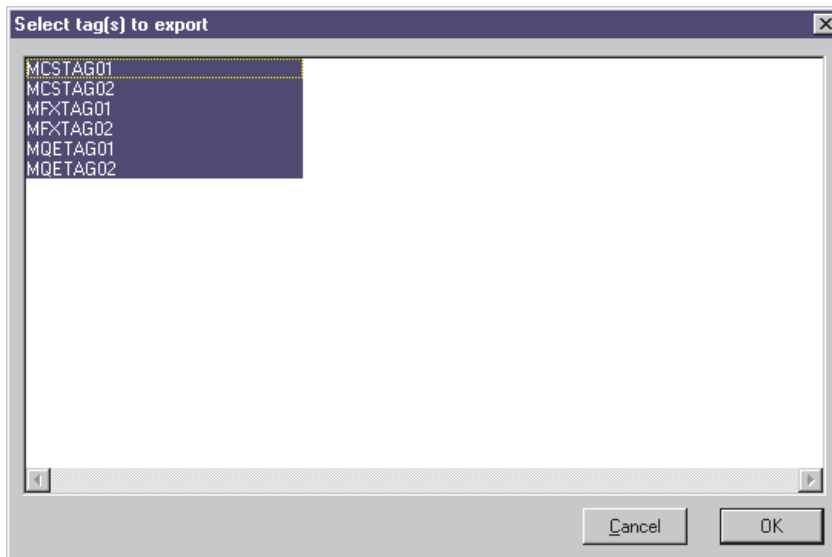 Select tag(s) to export
MCSTAG01
MCSTAG02
MFXTAG01
MFXTAG02
MQETAG01
MQETAG02
Cancel OK